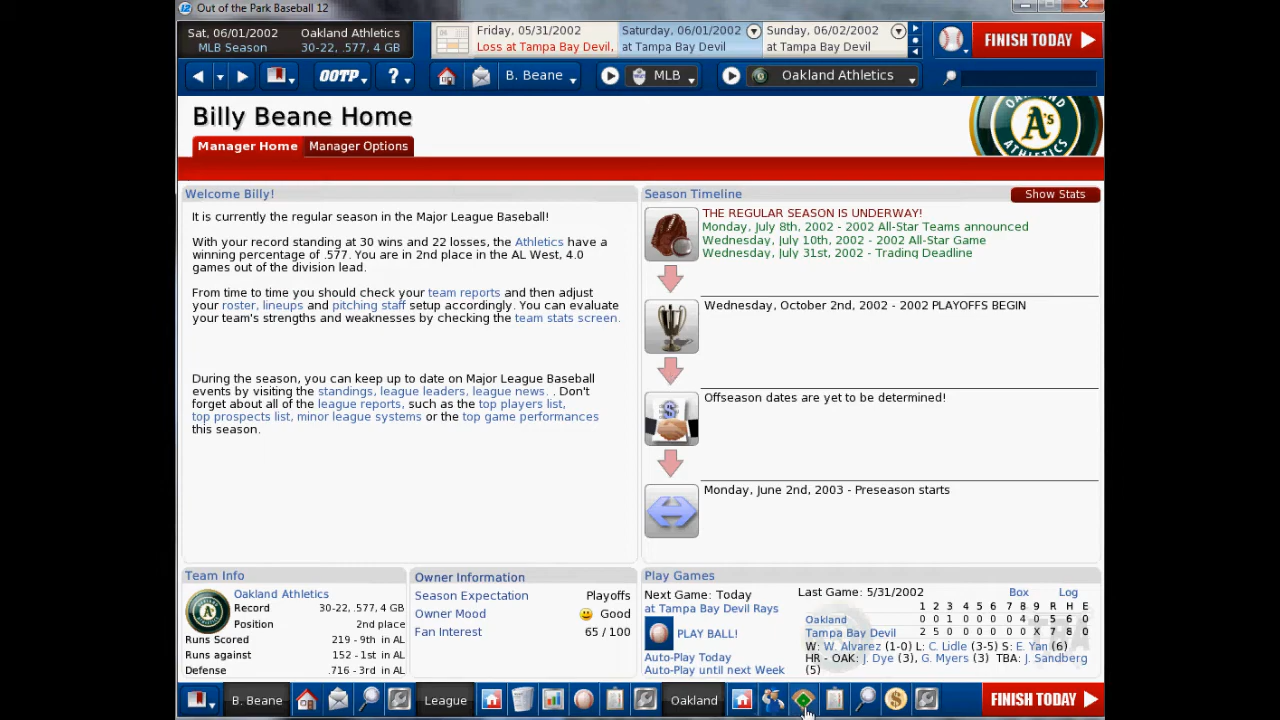 Out of the Park Baseball 12
Sat, 06/01/2002
MLB Season
Oakland Athletics
30-22, .577, 4 GB
Friday, 05/31/2002
Loss at Tampa Bay Devil,
Saturday, 06/01/2002
at Tampa Bay Devil
Sunday, 06/02/2002
at Tampa Bay Devil
FINISH TODAY
OOTP
?
B. Beane
MLB
Oakland Athletics
Billy Beane Home
OAKLAND
A's
ATHLETICS
Manager Home
Manager Options
Welcome Billy!
It is currently the regular season in the Major League Baseball!
With your record standing at 30 wins and 22 losses, the Athletics have a
winning percentage of .577. You are in 2nd place in the AL West, 4.0
games out of the division lead.
From time to time you should check your team reports and then adjust
your roster, lineups and pitching staff setup accordingly. You can evaluate
your team's strengths and weaknesses by checking the team stats screen.
During the season, you can keep up to date on Major League Baseball
events by visiting the standings, league leaders, league news. . Don't
forget about all of the league reports, such as the top players list,
top prospects list, minor league systems or the top game performances
this season.
Season Timeline
Show Stats
THE REGULAR SEASON IS UNDERWAY!
Monday, July 8th, 2002 - 2002 All-Star Teams announced
Wednesday, July 10th, 2002 - 2002 All-Star Game
Wednesday, July 31st, 2002 - Trading Deadline
Wednesday, October 2nd, 2002 - 2002 PLAYOFFS BEGIN
Offseason dates are yet to be determined!
Monday, June 2nd, 2003 - Preseason starts
Team Info
Oakland Athletics
Record 30-22, .577, 4 GB
Position 2nd place
Runs Scored 219 - 9th in AL
Runs against 152 - 1st in AL
Defense .716 - 3rd in AL
Owner Information
Season Expectation Playoffs
Owner Mood Good
Fan Interest 65 / 100
Play Games
Next Game: Today
at Tampa Bay Devil Rays
PLAY BALL!
Auto-Play Today
Auto-Play until next Week
Last Game: 5/31/2002 Box Log
1 2 3 4 5 6 7 8 9 R H E
Oakland 0 0 1 0 0 0 0 4 0 5 6 0
Tampa Bay Devil 2 5 0 0 0 0 0 0 X 7 8 0
W: W. Alvarez (1-0) L: C. Lidle (3-5) S: E. Yan (6)
HR - OAK: J. Dye (3), G. Myers (3) TBA: J. Sandberg
(5)
B. Beane
League
Oakland
FINISH TODAY